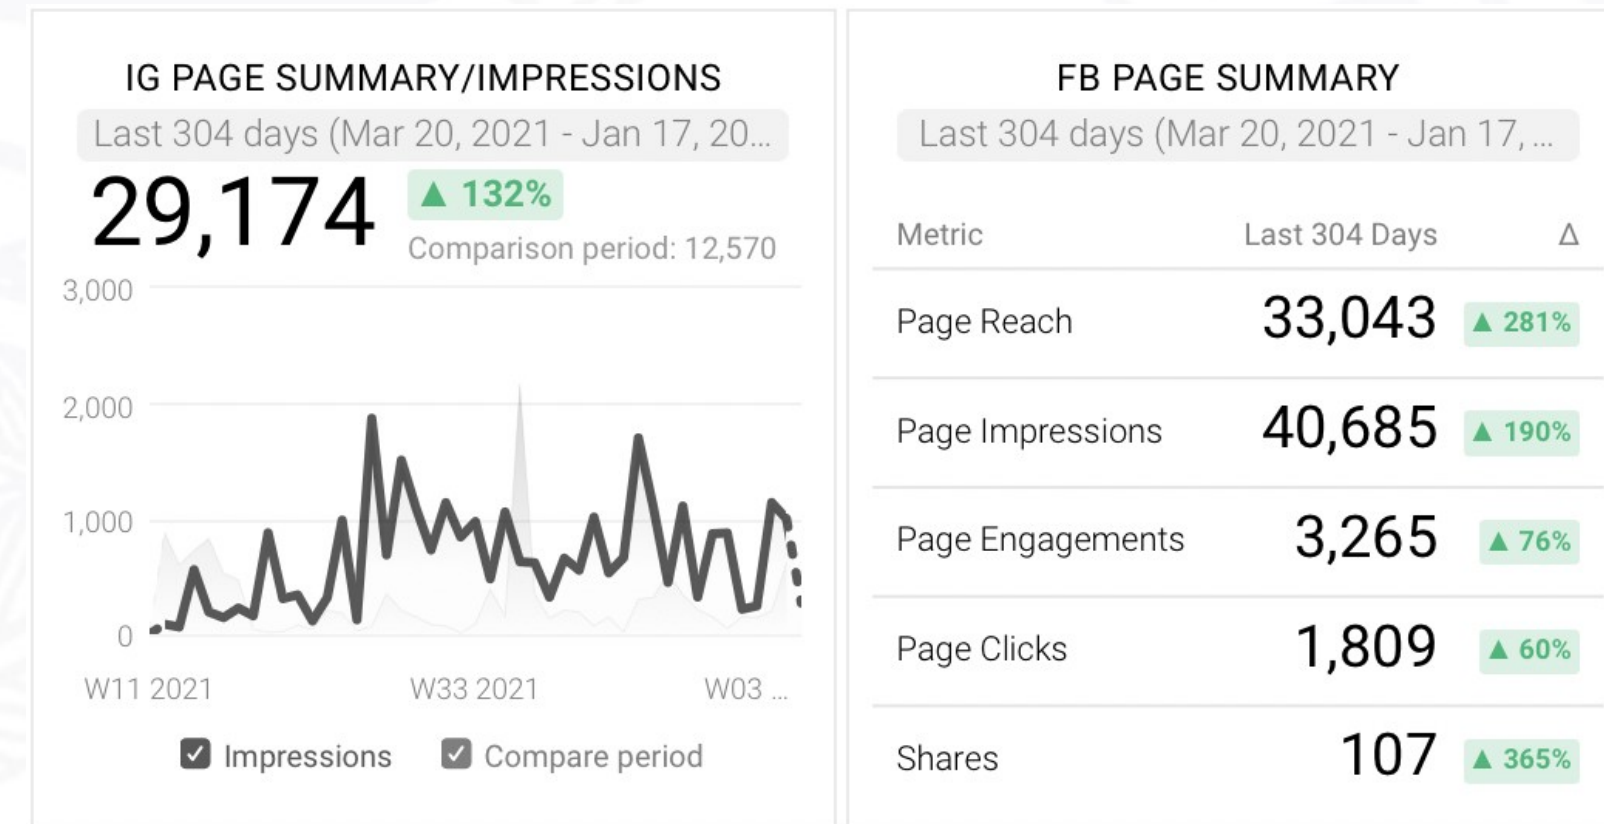 IG PAGE SUMMARY/IMPRESSIONS
Last 304 days (Mar 20, 2021 - Jan 17, 20...
29,174 ▲ 132%
Comparison period: 12,570
3,000
2,000
1,000
0
W11 2021 W33 2021 W03 ...
Impressions Compare period
FB PAGE SUMMARY
Last 304 days (Mar 20, 2021 - Jan 17, ...
Metric Last 304 Days Δ
Page Reach 33,043 ▲ 281%
Page Impressions 40,685 ▲ 190%
Page Engagements 3,265 ▲ 76%
Page Clicks 1,809 ▲ 60%
Shares 107 ▲ 365%